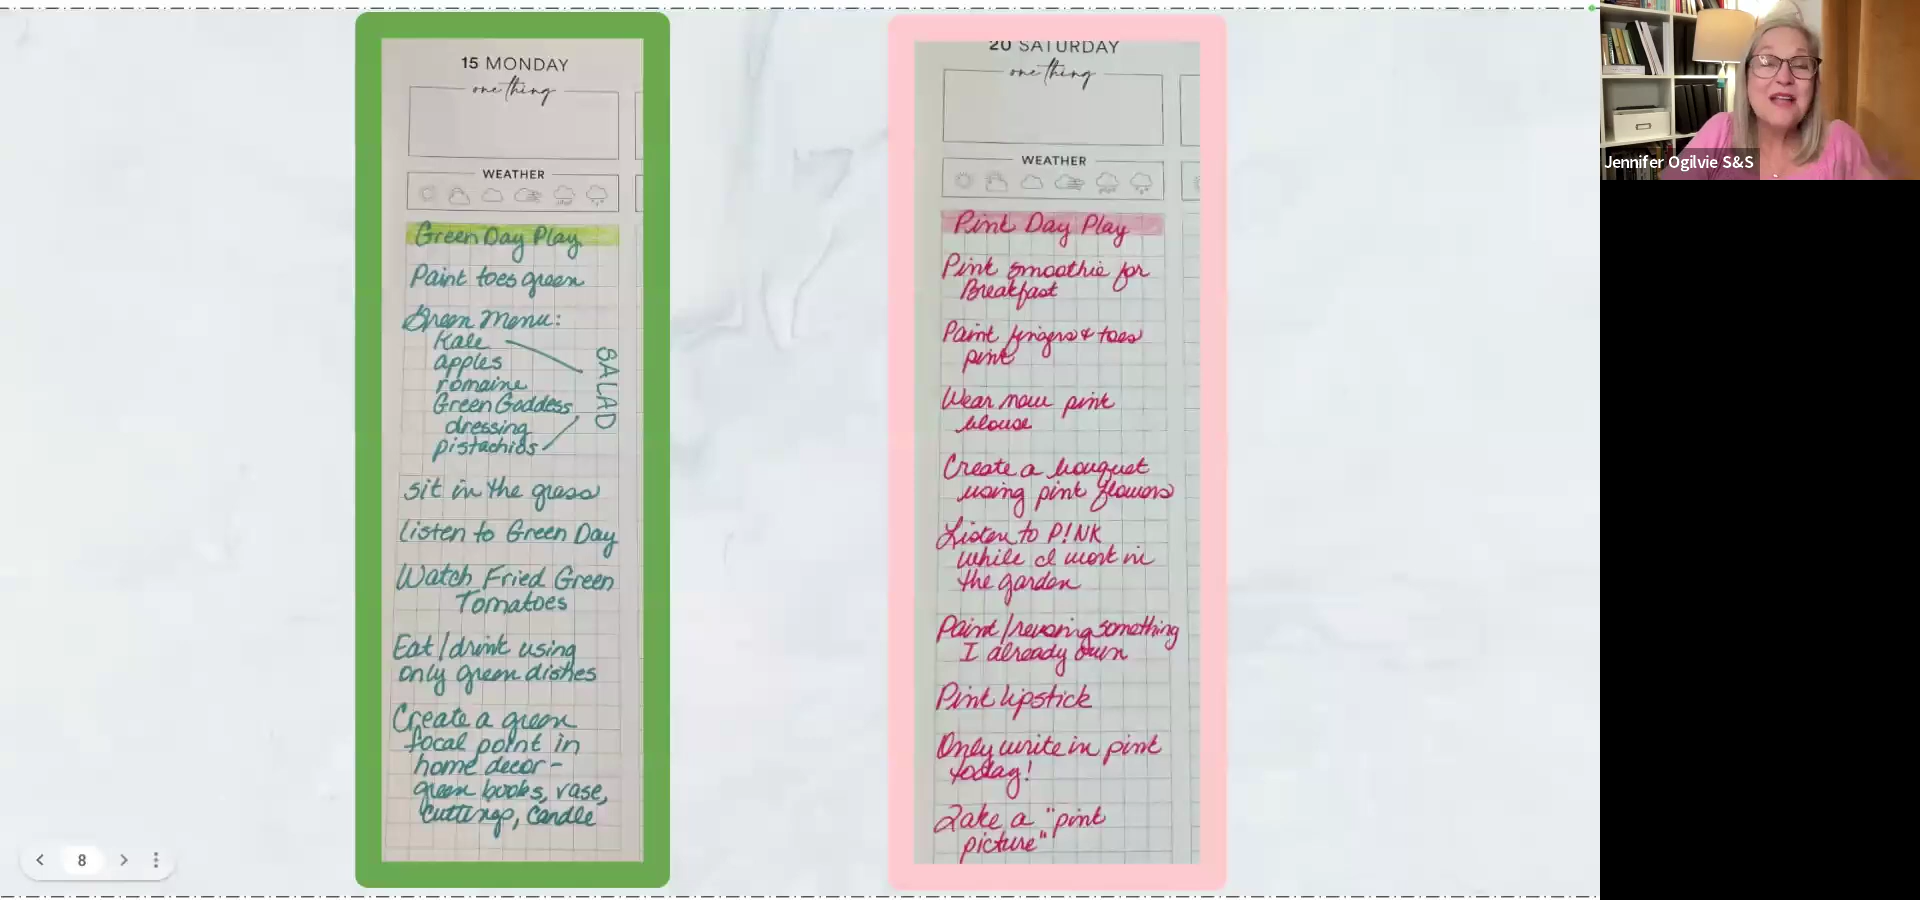 15 MONDAY
one thing
WEATHER
Green Day Play
Paint toes green
Green Menu:
Kale
apples
romaine
Green Goddess
dressing
pistachios
SALAD
sit in the grass
Listen to Green Day
Watch Fried Green
Tomatoes
Eat/drink using
only green dishes
Create a green
focal point in
home decor -
green books, vase,
cuttings, candle
20 SATURDAY
one thing
WEATHER
Pink Day Play
Pink smoothie for
Breakfast
Paint fingers & toes
pink
Wear new pink
blouse
Create a bouquet
using pink flowers
Listen to P!NK
while I work in
the garden
Paint/ something
I already own
Pink lipstick
Only write in pink
today!
Take a "pink
picture"
8
Jennifer Ogilvie S&S